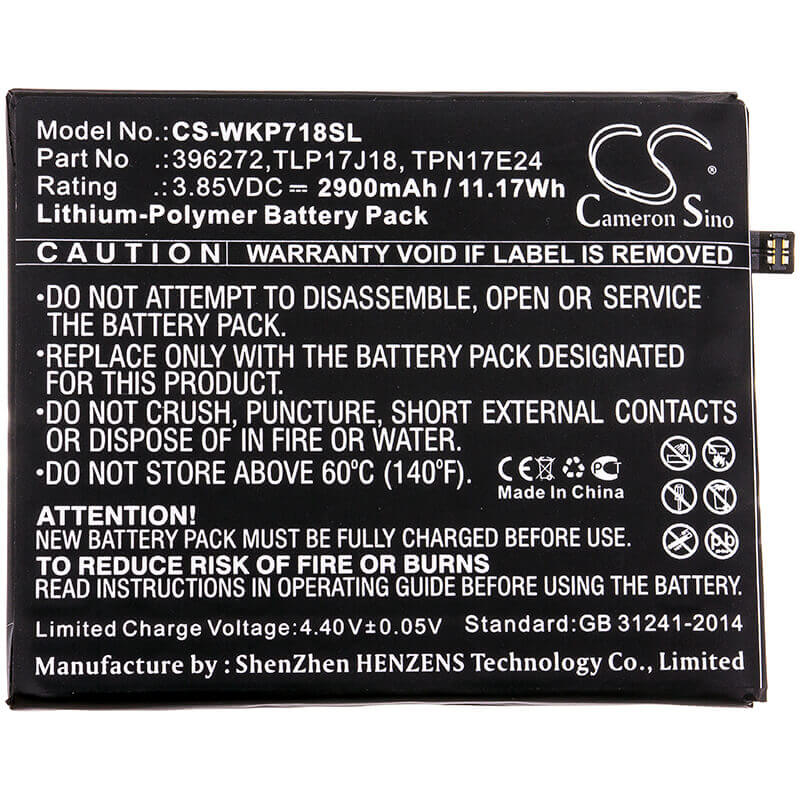 Model No.:CS-WKP718SL
Part No :396272,TLP17J18, TPN17E24
Rating :3.85VDC⎓2900mAh/11.17Wh
Lithium-Polymer Battery Pack
CS
Cameron Sino
CAUTION WARRANTY VOID IF LABEL IS REMOVED
•DO NOT ATTEMPT TO DISASSEMBLE, OPEN OR SERVICE
THE BATTERY PACK.
•REPLACE ONLY WITH THE BATTERY PACK DESIGNATED
FOR THIS PRODUCT.
•DO NOT CRUSH, PUNCTURE, SHORT EXTERNAL CONTACTS
OR DISPOSE OF IN FIRE OR WATER.
•DO NOT STORE ABOVE 60°C (140°F).
CE PCT
Made In China
ATTENTION!
NEW BATTERY PACK MUST BE FULLY CHARGED BEFORE USE.
TO REDUCE RISK OF FIRE OR BURNS
READ INSTRUCTIONS IN OPERATING GUIDE BEFORE USING THE BATTERY.
Limited Charge Voltage:4.40V±0.05V Standard:GB 31241-2014
Manufacturer: ShenZhen HENZENS Technology Co., Limited